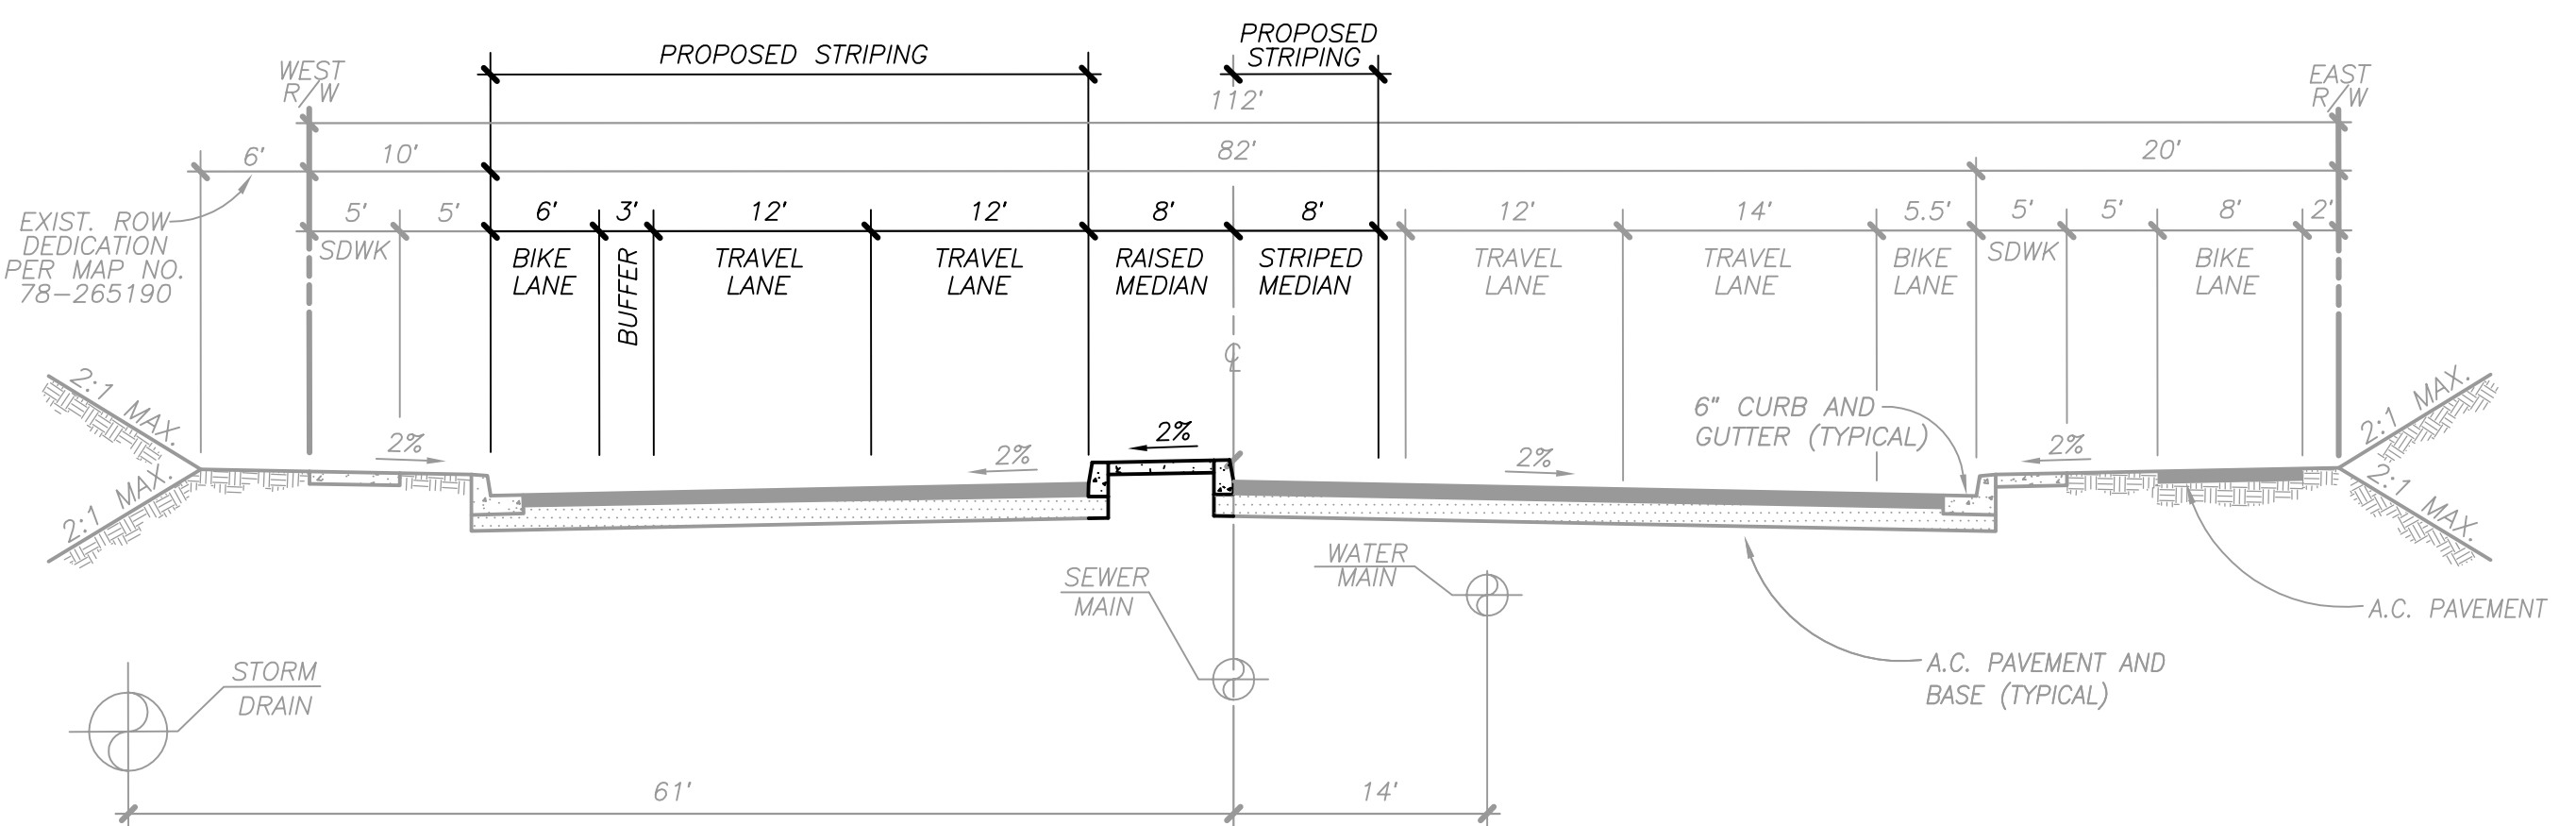 PROPOSED STRIPING
PROPOSED
STRIPING
WEST
R/W
EAST
R/W
112'
6'
10'
82'
20'
EXIST. ROW
DEDICATION
PER MAP NO.
78-265190
5'
5'
6'
3'
12'
12'
8'
8'
12'
14'
5.5'
5'
5'
8'
2'
SDWK
BIKE
LANE
BUFFER
TRAVEL
LANE
TRAVEL
LANE
RAISED
MEDIAN
STRIPED
MEDIAN
TRAVEL
LANE
TRAVEL
LANE
BIKE
LANE
SDWK
BIKE
LANE
℄
2:1 MAX.
2:1 MAX.
2%
2%
2%
2%
6" CURB AND
GUTTER (TYPICAL)
2%
2:1 MAX.
2:1 MAX.
SEWER
MAIN
WATER
MAIN
A.C. PAVEMENT
A.C. PAVEMENT AND
BASE (TYPICAL)
STORM
DRAIN
61'
14'